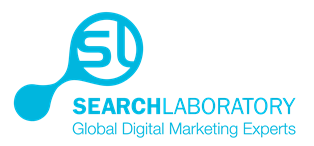 sl
SEARCHLABORATORY
Global Digital Marketing Experts